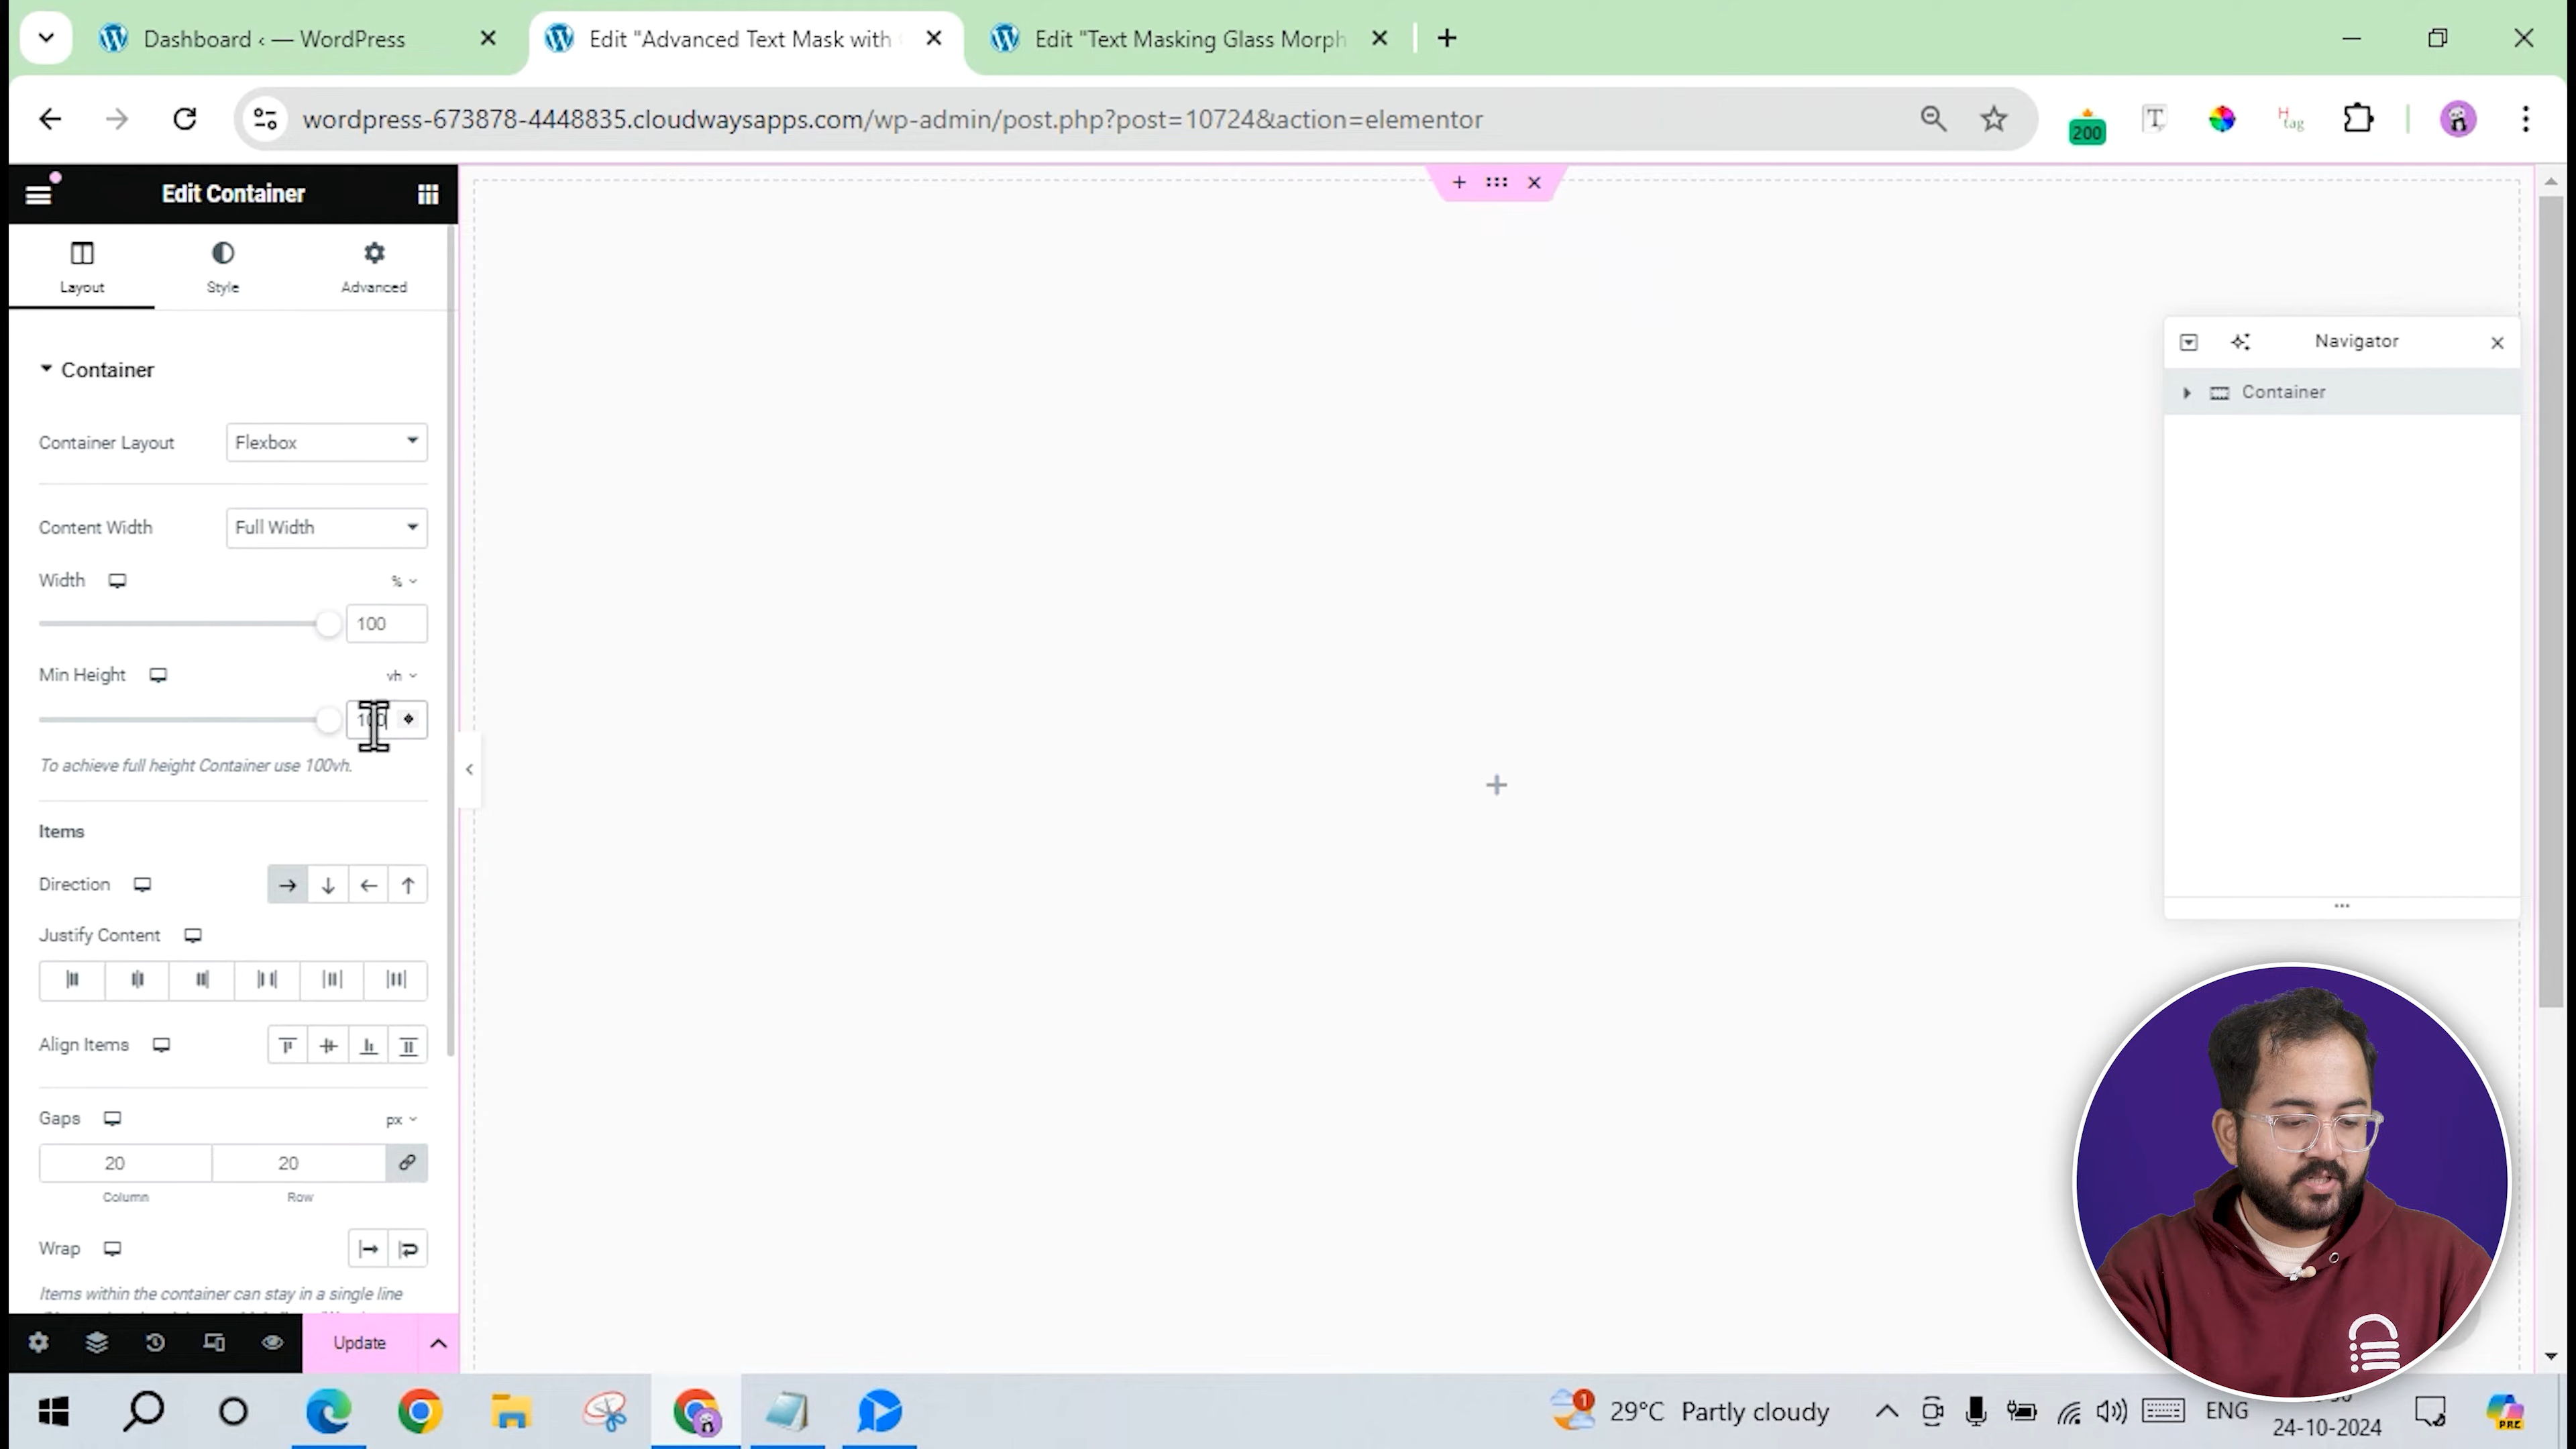 Dashboard ‹ — WordPress
Edit "Advanced Text Mask with
Edit "Text Masking Glass Morph
wordpress-673878-4448835.cloudwaysapps.com/wp-admin/post.php?post=10724&action=elementor
200
T
H
tag
Edit Container
Layout
Style
Advanced
Container
Container Layout
Flexbox
Content Width
Full Width
Width
%
100
Min Height
vh
100
To achieve full height Container use 100vh.
Items
Direction
Justify Content
Align Items
Gaps
px
20
20
Column
Row
Wrap
Items within the container can stay in a single line
Update
Navigator
Container
1
29°C Partly cloudy
ENG
24-10-2024
PRE